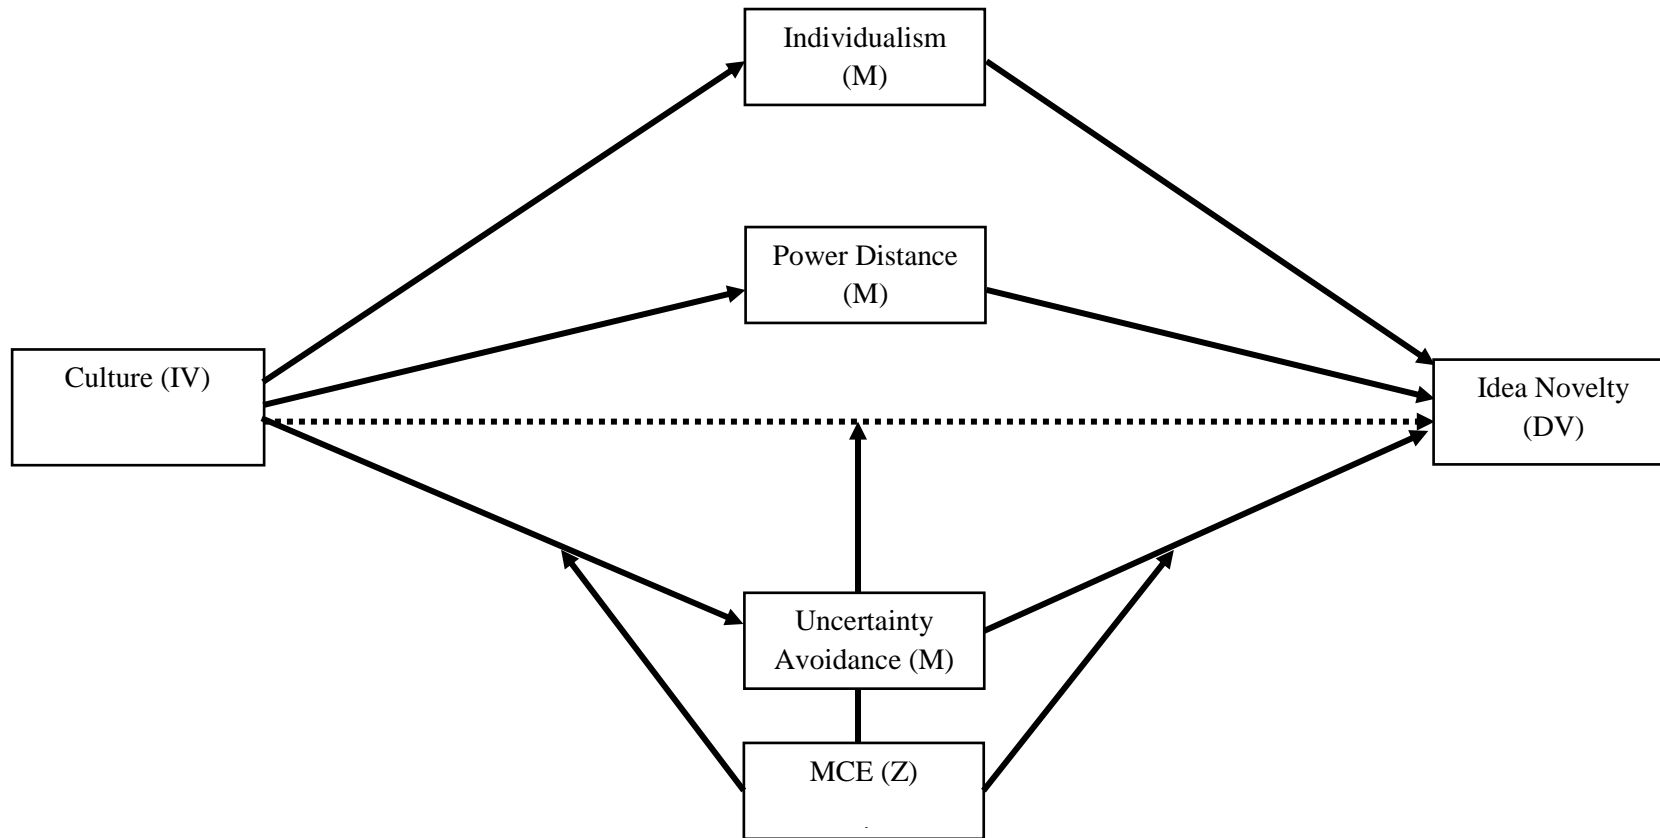 Individualism
(M)
Power Distance
(M)
Culture (IV)
Idea Novelty
(DV)
Uncertainty
Avoidance (M)
MCE (Z)
.